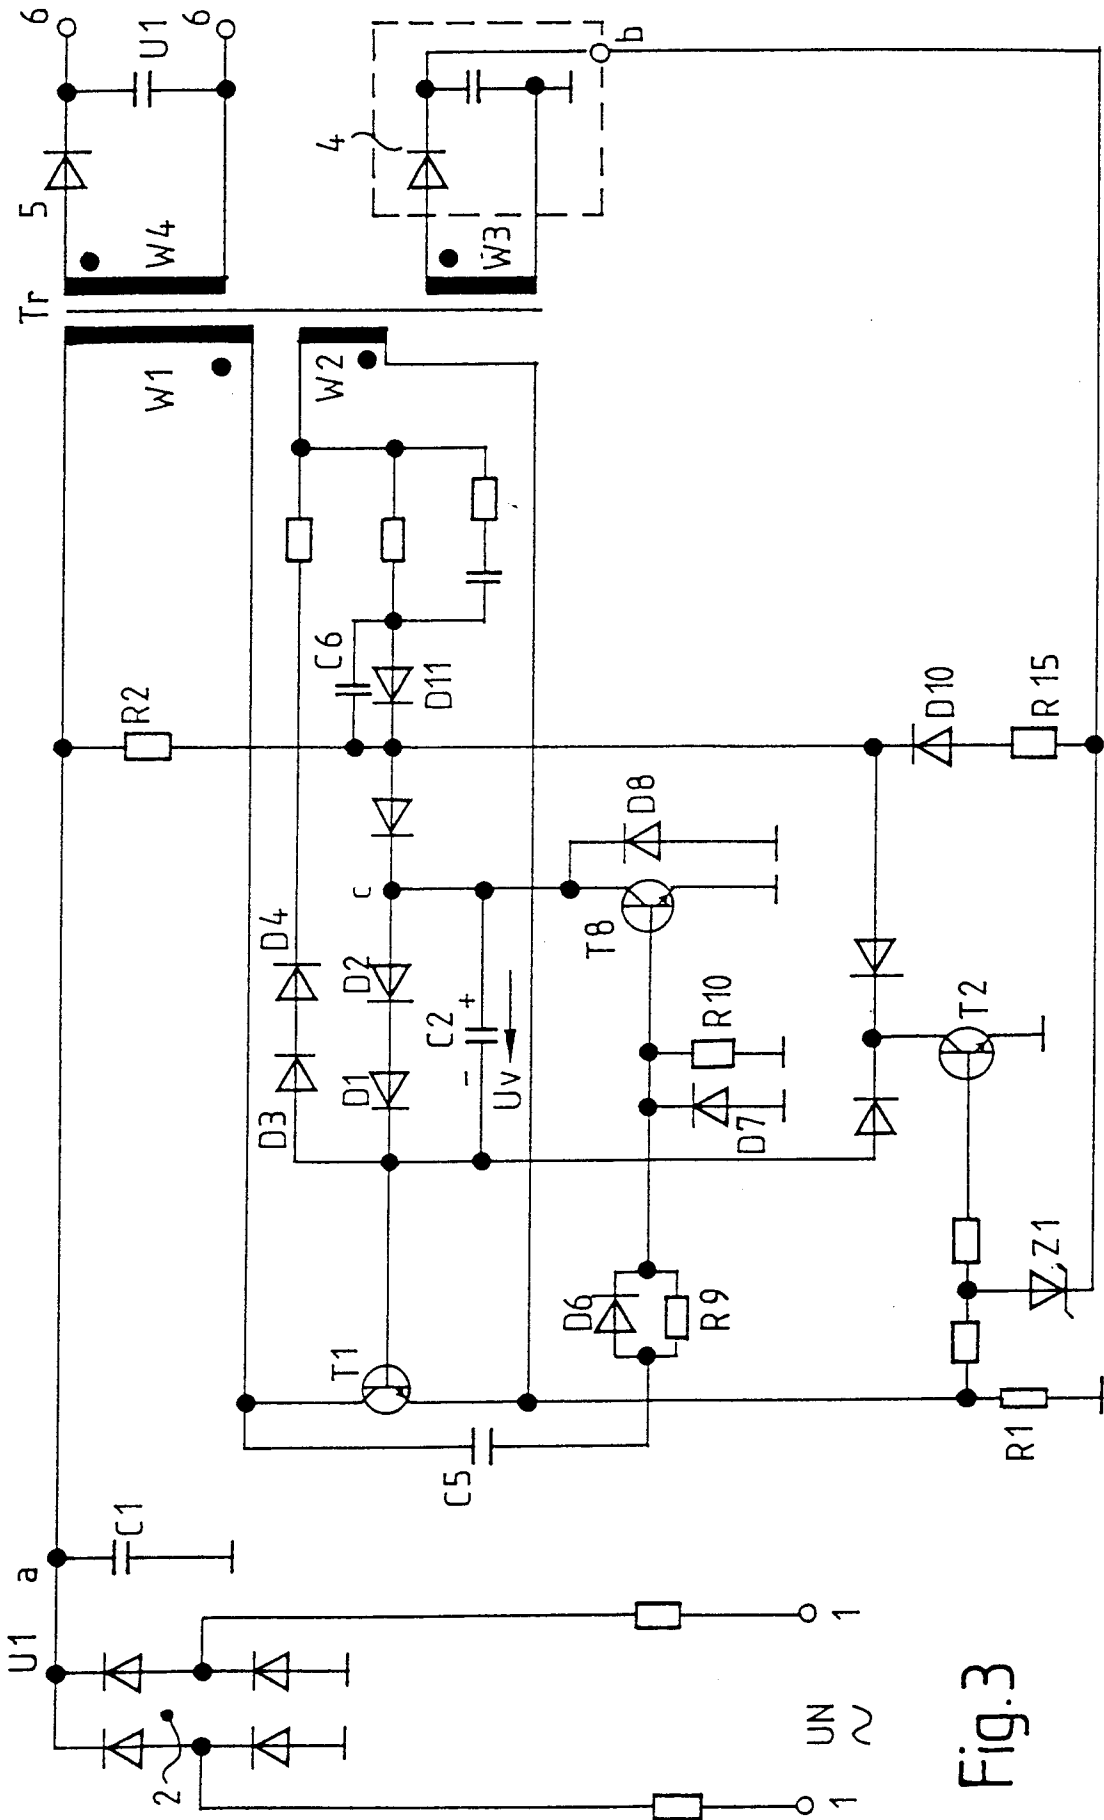 U1
a
2
C1
1
1
UN
~
Fig.3
T1
C5
D6
R9
R1
Z1
T2
D3
D4
D1
D2
C2
+
-
Uv
c
T8
D8
R10
D7
R2
C6
D11
D10
R15
Tr
W1
W2
W4
W3
5
4
6
U1
6
b